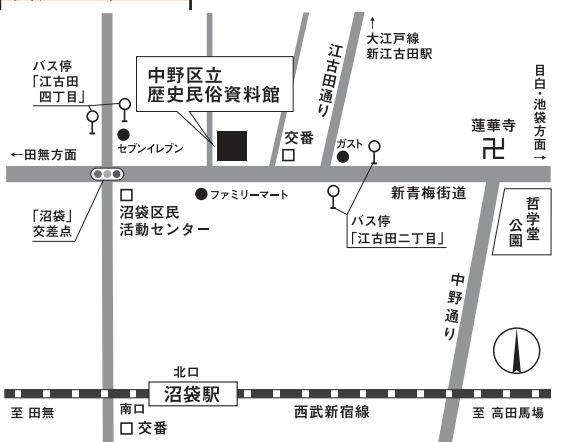 ↑
大江戸線
新江古田駅
江古田通り
バス停
「江古田
四丁目」
中野区立
歴史民俗資料館
目白・池袋方面
→
蓮華寺
卍
交番
ガスト
セブンイレブン
←田無方面
ファミリーマート
新青梅街道
哲学堂
公園
「沼袋」
交差点
沼袋区民
活動センター
バス停
「江古田二丁目」
中野通り
北口
沼袋駅
至 田無
南口
西武新宿線
至 高田馬場
交番